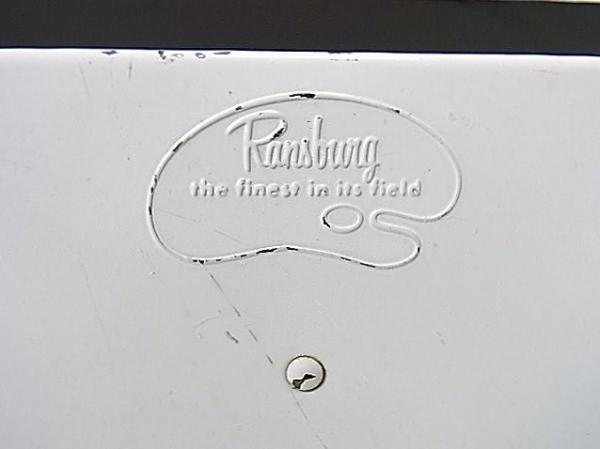 Ransburg
the finest in its field